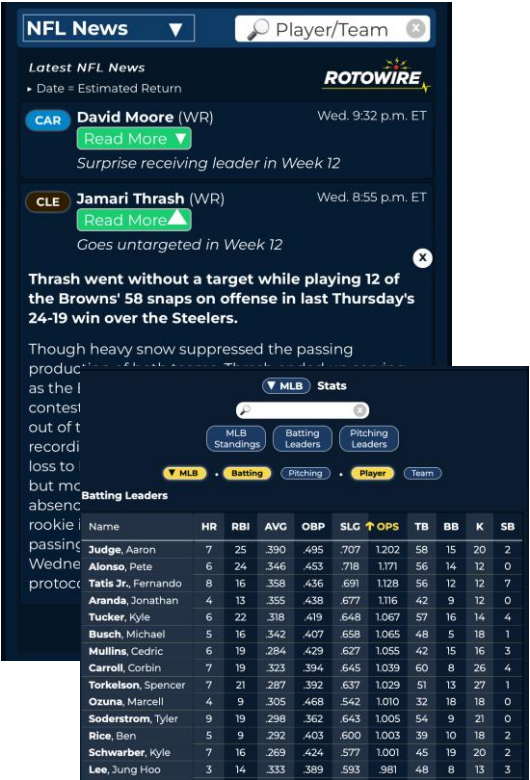 NFL News ▼
Player/Team
Latest NFL News
▸ Date = Estimated Return
ROTOWIRE
CAR David Moore (WR) Wed. 9:32 p.m. ET
Read More ▼
Surprise receiving leader in Week 12
CLE Jamari Thrash (WR) Wed. 8:55 p.m. ET
Read More ▲
Goes untargeted in Week 12
X
Thrash went without a target while playing 12 of
the Browns' 58 snaps on offense in last Thursday's
24-19 win over the Steelers.
Though heavy snow suppressed the passing
as the
contest
out of t
recordi
loss to
but mo
absenc
rookie i
passing
Wedne
protoco
▼ MLB Stats
MLB
Standings
Batting
Leaders
Pitching
Leaders
▼ MLB • Batting Pitching • Player Team
Batting Leaders
Name HR RBI AVG OBP SLG ↑ OPS TB BB K SB
Judge, Aaron 7 25 .390 .495 .707 1.202 58 15 20 2
Alonso, Pete 6 24 .346 .453 .718 1.171 56 14 12 0
Tatis Jr., Fernando 8 16 .358 .436 .691 1.128 56 12 12 7
Aranda, Jonathan 4 13 .355 .438 .677 1.116 42 9 12 0
Tucker, Kyle 6 22 .318 .419 .648 1.067 57 16 14 4
Busch, Michael 5 16 .342 .407 .658 1.065 48 5 18 1
Mullins, Cedric 6 19 .284 .429 .627 1.055 42 15 16 3
Carroll, Corbin 7 19 .323 .394 .645 1.039 60 8 26 4
Torkelson, Spencer 7 21 .287 .392 .637 1.029 51 13 27 1
Ozuna, Marcell 4 9 .305 .468 .542 1.010 32 18 18 0
Soderstrom, Tyler 9 19 .298 .362 .643 1.005 54 9 21 0
Rice, Ben 5 9 .292 .403 .600 1.003 39 10 18 2
Schwarber, Kyle 7 16 .269 .424 .577 1.001 45 19 20 2
Lee, Jung Hoo 3 14 .333 .389 .593 .981 48 8 13 3